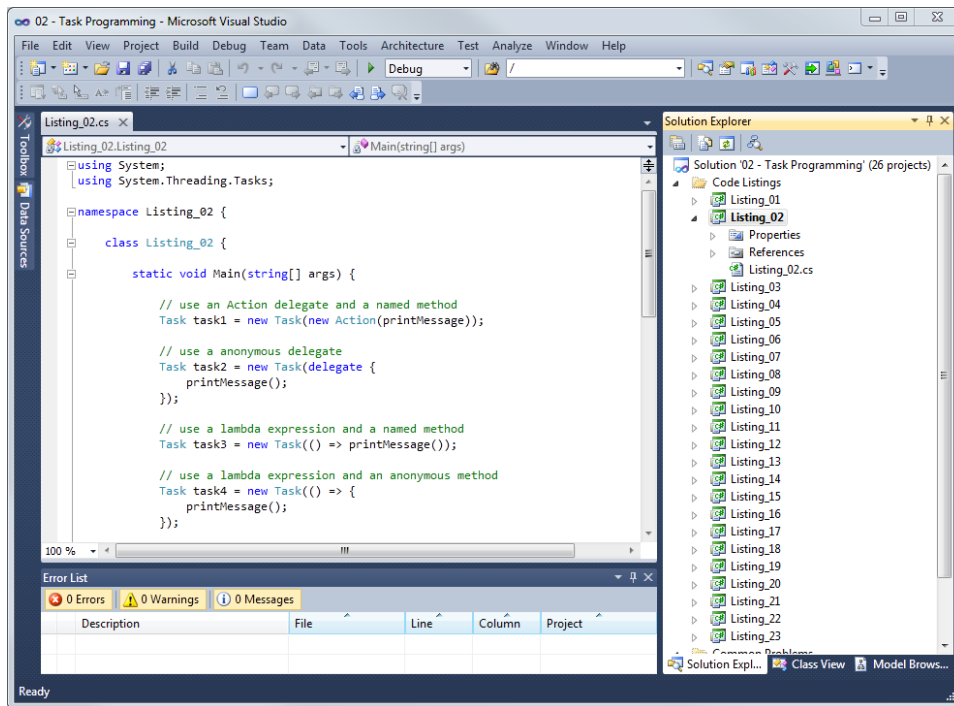 02 - Task Programming - Microsoft Visual Studio
File Edit View Project Build Debug Team Data Tools Architecture Test Analyze Window Help
Debug /
Toolbox
Data Sources
Listing_02.cs
Listing_02.Listing_02 Main(string[] args)
using System;
using System.Threading.Tasks;
namespace Listing_02 {
class Listing_02 {
static void Main(string[] args) {
// use an Action delegate and a named method
Task task1 = new Task(new Action(printMessage));
// use a anonymous delegate
Task task2 = new Task(delegate {
printMessage();
});
// use a lambda expression and a named method
Task task3 = new Task(() => printMessage());
// use a lambda expression and an anonymous method
Task task4 = new Task(() => {
printMessage();
});
100 %
Error List
0 Errors 0 Warnings 0 Messages
Description File Line Column Project
Solution Explorer
Solution '02 - Task Programming' (26 projects)
Code Listings
Listing_01
Listing_02
Properties
References
Listing_02.cs
Listing_03
Listing_04
Listing_05
Listing_06
Listing_07
Listing_08
Listing_09
Listing_10
Listing_11
Listing_12
Listing_13
Listing_14
Listing_15
Listing_16
Listing_17
Listing_18
Listing_19
Listing_20
Listing_21
Listing_22
Listing_23
Common Problems
Solution Expl... Class View Model Brows...
Ready